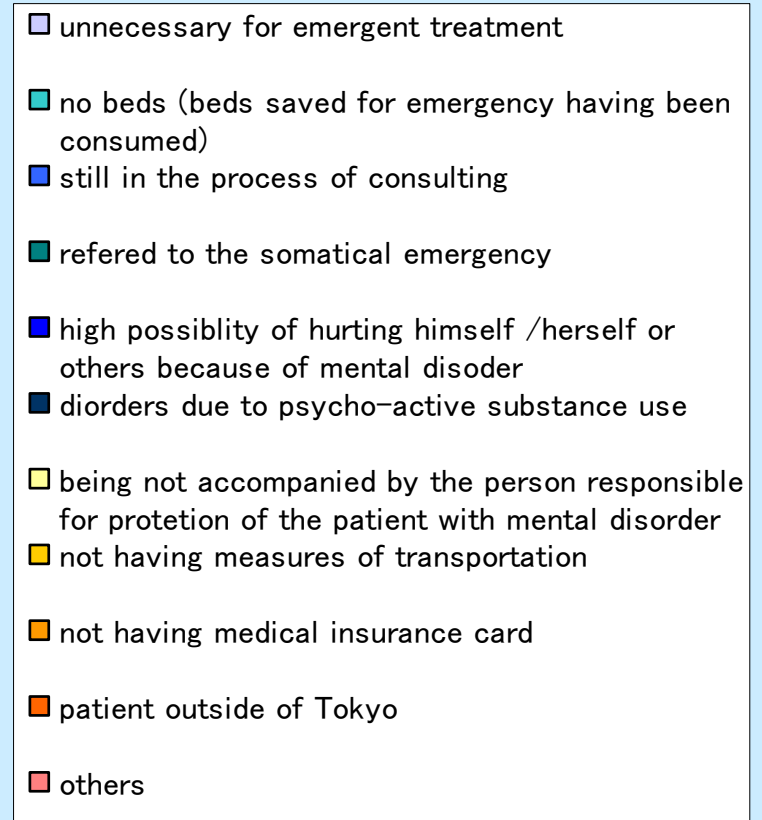 unnecessary for emergent treatment
no beds (beds saved for emergency having been
consumed)
still in the process of consulting
refered to the somatical emergency
high possiblity of hurting himself /herself or
others because of mental disoder
diorders due to psycho-active substance use
being not accompanied by the person responsible
for protetion of the patient with mental disorder
not having measures of transportation
not having medical insurance card
patient outside of Tokyo
others